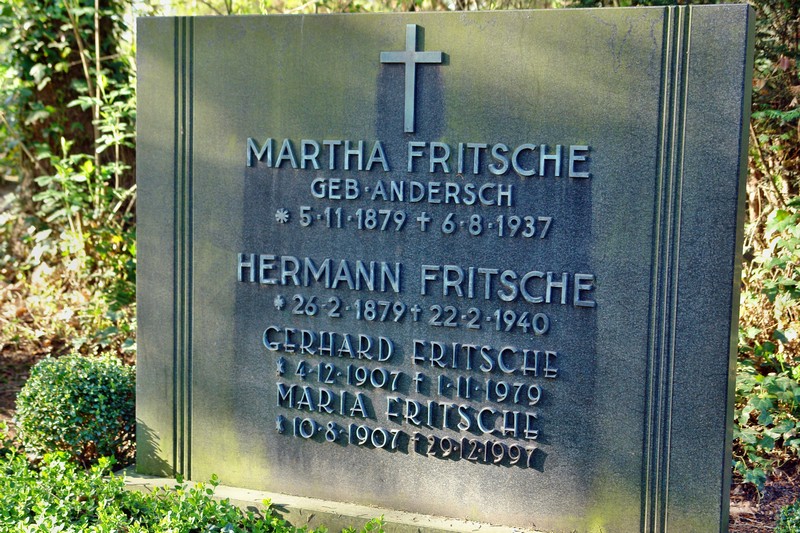 MARTHA FRITSCHE
GEB·ANDERSCH
* 5·11·1879 † 6·8·1937
HERMANN FRITSCHE
* 26·2·1879 † 22·2·1940
GERHARD FRITSCHE
* 4·12·1907 † 1·11·1979
MARIA FRITSCHE
* 10·8·1907 † 29·12·1997